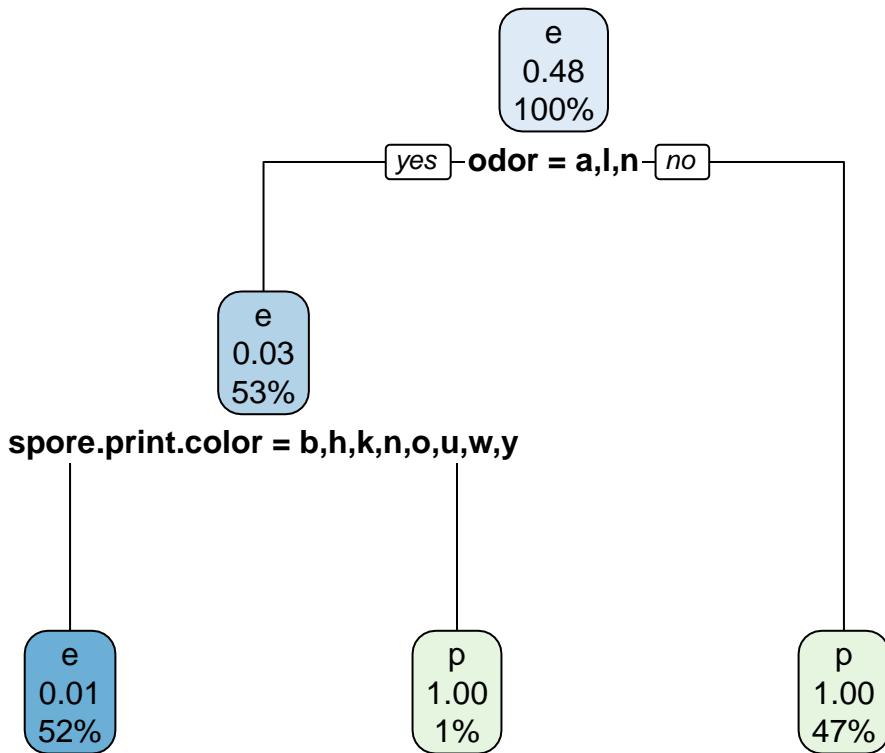 e
0.48
100%
yes odor = a,l,n no
e
0.03
53%
spore.print.color = b,h,k,n,o,u,w,y
e
0.01
52%
p
1.00
1%
p
1.00
47%